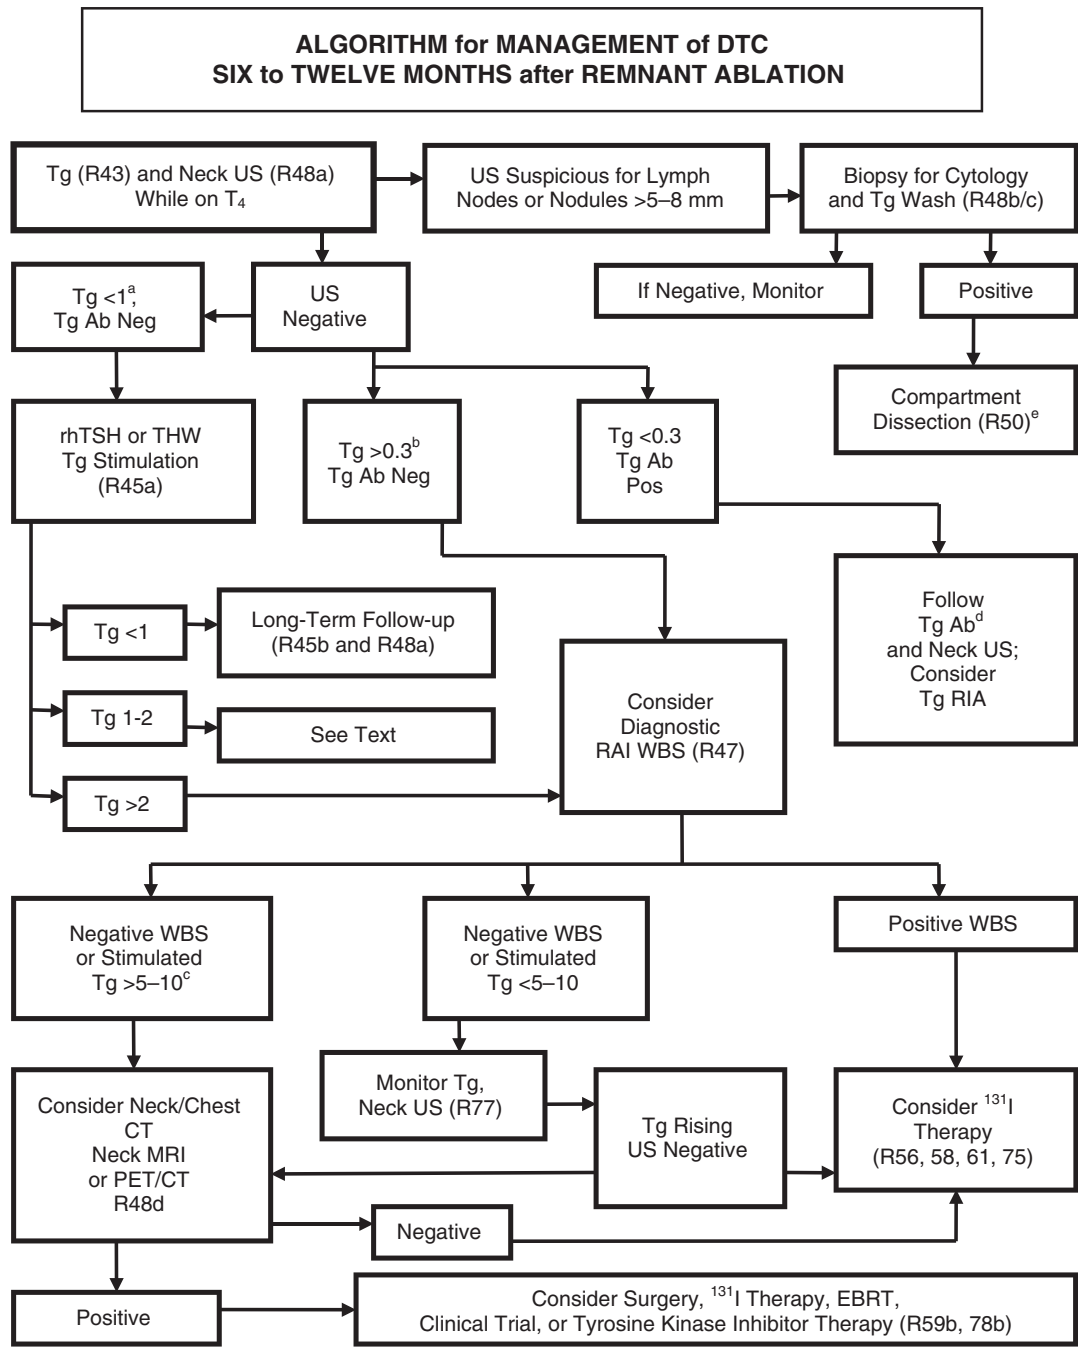 ALGORITHM for MANAGEMENT of DTC
SIX to TWELVE MONTHS after REMNANT ABLATION
Tg (R43) and Neck US (R48a)
While on T₄
US Suspicious for Lymph
Nodes or Nodules >5–8 mm
Biopsy for Cytology
and Tg Wash (R48b/c)
Tg <1ᵃ,
Tg Ab Neg
US
Negative
If Negative, Monitor
Positive
Compartment
Dissection (R50)ᵉ
rhTSH or THW
Tg Stimulation
(R45a)
Tg >0.3ᵇ
Tg Ab Neg
Tg <0.3
Tg Ab
Pos
Tg <1
Long-Term Follow-up
(R45b and R48a)
Tg 1-2
See Text
Tg >2
Consider
Diagnostic
RAI WBS (R47)
Follow
Tg Abᵈ
and Neck US;
Consider
Tg RIA
Negative WBS
or Stimulated
Tg >5–10ᶜ
Negative WBS
or Stimulated
Tg <5–10
Positive WBS
Consider Neck/Chest
CT
Neck MRI
or PET/CT
R48d
Monitor Tg,
Neck US (R77)
Tg Rising
US Negative
Consider ¹³¹I
Therapy
(R56, 58, 61, 75)
Negative
Positive
Consider Surgery, ¹³¹I Therapy, EBRT,
Clinical Trial, or Tyrosine Kinase Inhibitor Therapy (R59b, 78b)